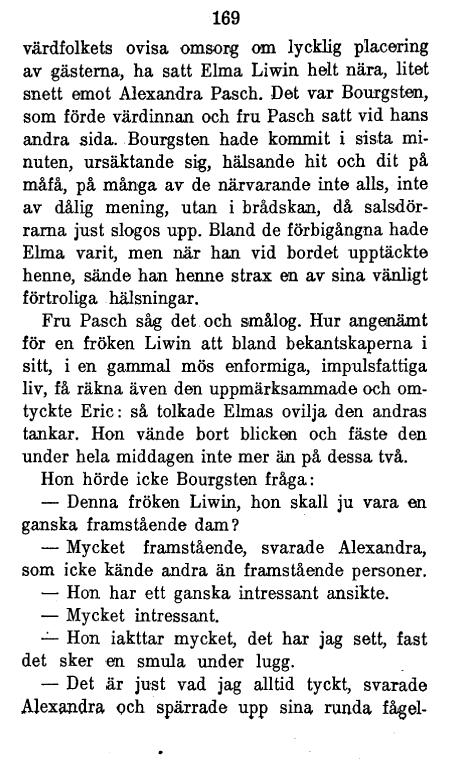 169
värdfolkets ovisa omsorg om lycklig placering
av gästerna, ha satt Elma Liwin helt nära, litet
snett emot Alexandra Pasch. Det var Bourgsten,
som förde värdinnan och fru Pasch satt vid hans
andra sida. Bourgsten hade kommit i sista mi-
nuten, ursäktande sig, hälsande hit och dit på
måfå, på många av de närvarande inte alls, inte
av dålig mening, utan i brådskan, då salsdör-
rarna just slogos upp. Bland de förbigångna hade
Elma varit, men när han vid bordet upptäckte
henne, sände han henne strax en av sina vänligt
förtroliga hälsningar.
Fru Pasch såg det och smålog. Hur angenämt
för en fröken Liwin att bland bekantskaperna i
sitt, i en gammal mös enformiga, impulsfattiga
liv, få räkna även den uppmärksammade och om-
tyckte Eric: så tolkade Elmas ovilja den andras
tankar. Hon vände bort blicken och fäste den
under hela middagen inte mer än på dessa två.
Hon hörde icke Bourgsten fråga:
— Denna fröken Liwin, hon skall ju vara en
ganska framstående dam?
— Mycket framstående, svarade Alexandra,
som icke kände andra än framstående personer.
— Hon har ett ganska intressant ansikte.
— Mycket intressant.
— Hon iakttar mycket, det har jag sett, fast
det sker en smula under lugg.
— Det är just vad jag alltid tyckt, svarade
Alexandra och spärrade upp sina runda fågel-